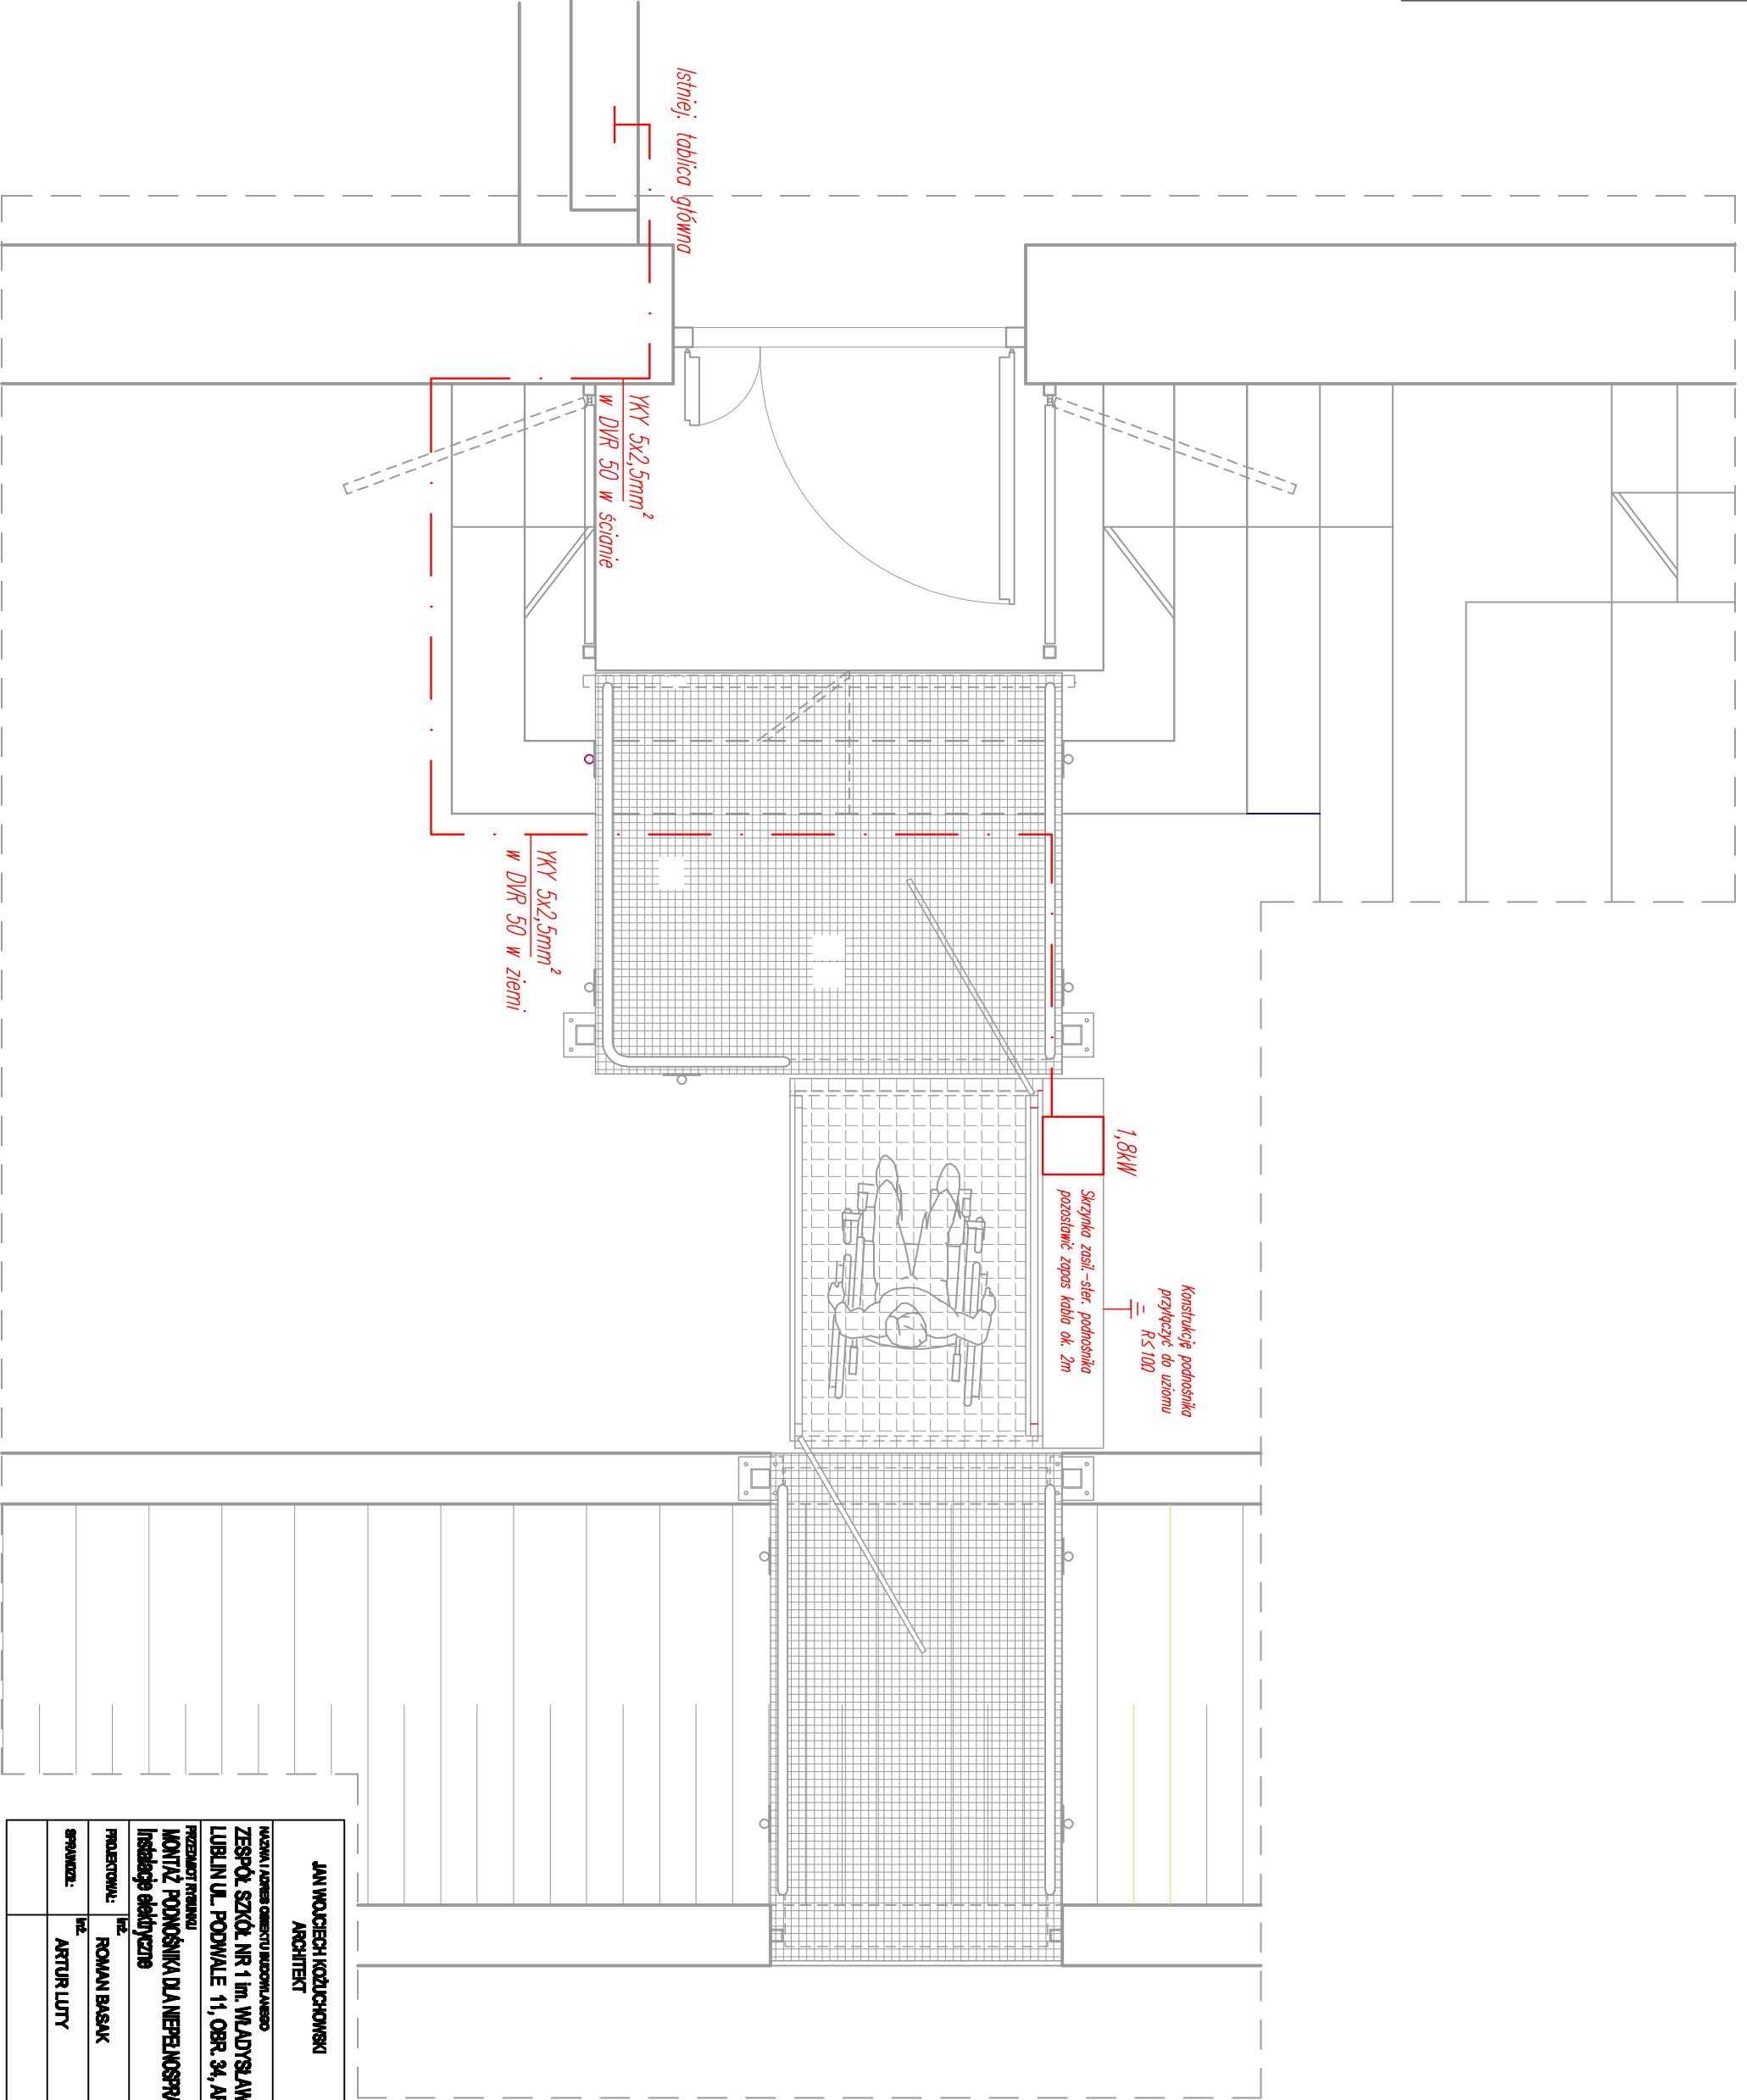 Istniej. tablica główna
YKY 5x2,5mm²
w DVR 50 w ścianie
YKY 5x2,5mm²
w DVR 50 w ziemi
1,8kW
Skrzynka zasil.-ster. podnośnika
pozostawić zapas kabla ok. 2m
Konstrukcję podnośnika
przyłączyć do uziomu
R≤10Ω
JAN WOJCIECH KOŻUCHOWSKI
ARCHITEKT
NAZWA I ADRES OBIEKTU BUDOWLANEGO
ZESPÓŁ SZKÓŁ NR 1 im. WŁADYSŁAW
LUBLIN UL. PODWALE 11, OBR. 34, AR
PRZEDMIOT RYSUNKU
MONTAŻ PODNOŚNIKA DLA NIEPEŁNOSPRA
Instalacje elektryczne
PROJEKTOWAŁ: inż. ROMAN BASAK
SPRAWDZIŁ: inż. ARTUR LUTY